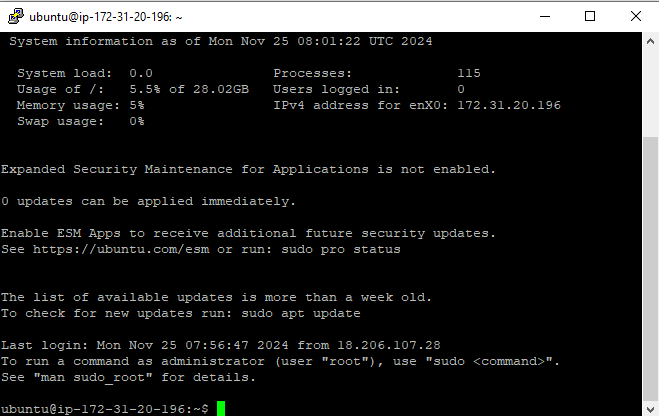 ubuntu@ip-172-31-20-196: ~
System information as of Mon Nov 25 08:01:22 UTC 2024
System load: 0.0 Processes: 115
Usage of /: 5.5% of 28.02GB Users logged in: 0
Memory usage: 5% IPv4 address for enX0: 172.31.20.196
Swap usage: 0%
Expanded Security Maintenance for Applications is not enabled.
0 updates can be applied immediately.
Enable ESM Apps to receive additional future security updates.
See https://ubuntu.com/esm or run: sudo pro status
The list of available updates is more than a week old.
To check for new updates run: sudo apt update
Last login: Mon Nov 25 07:56:47 2024 from 18.206.107.28
To run a command as administrator (user "root"), use "sudo <command>".
See "man sudo_root" for details.
ubuntu@ip-172-31-20-196:~$